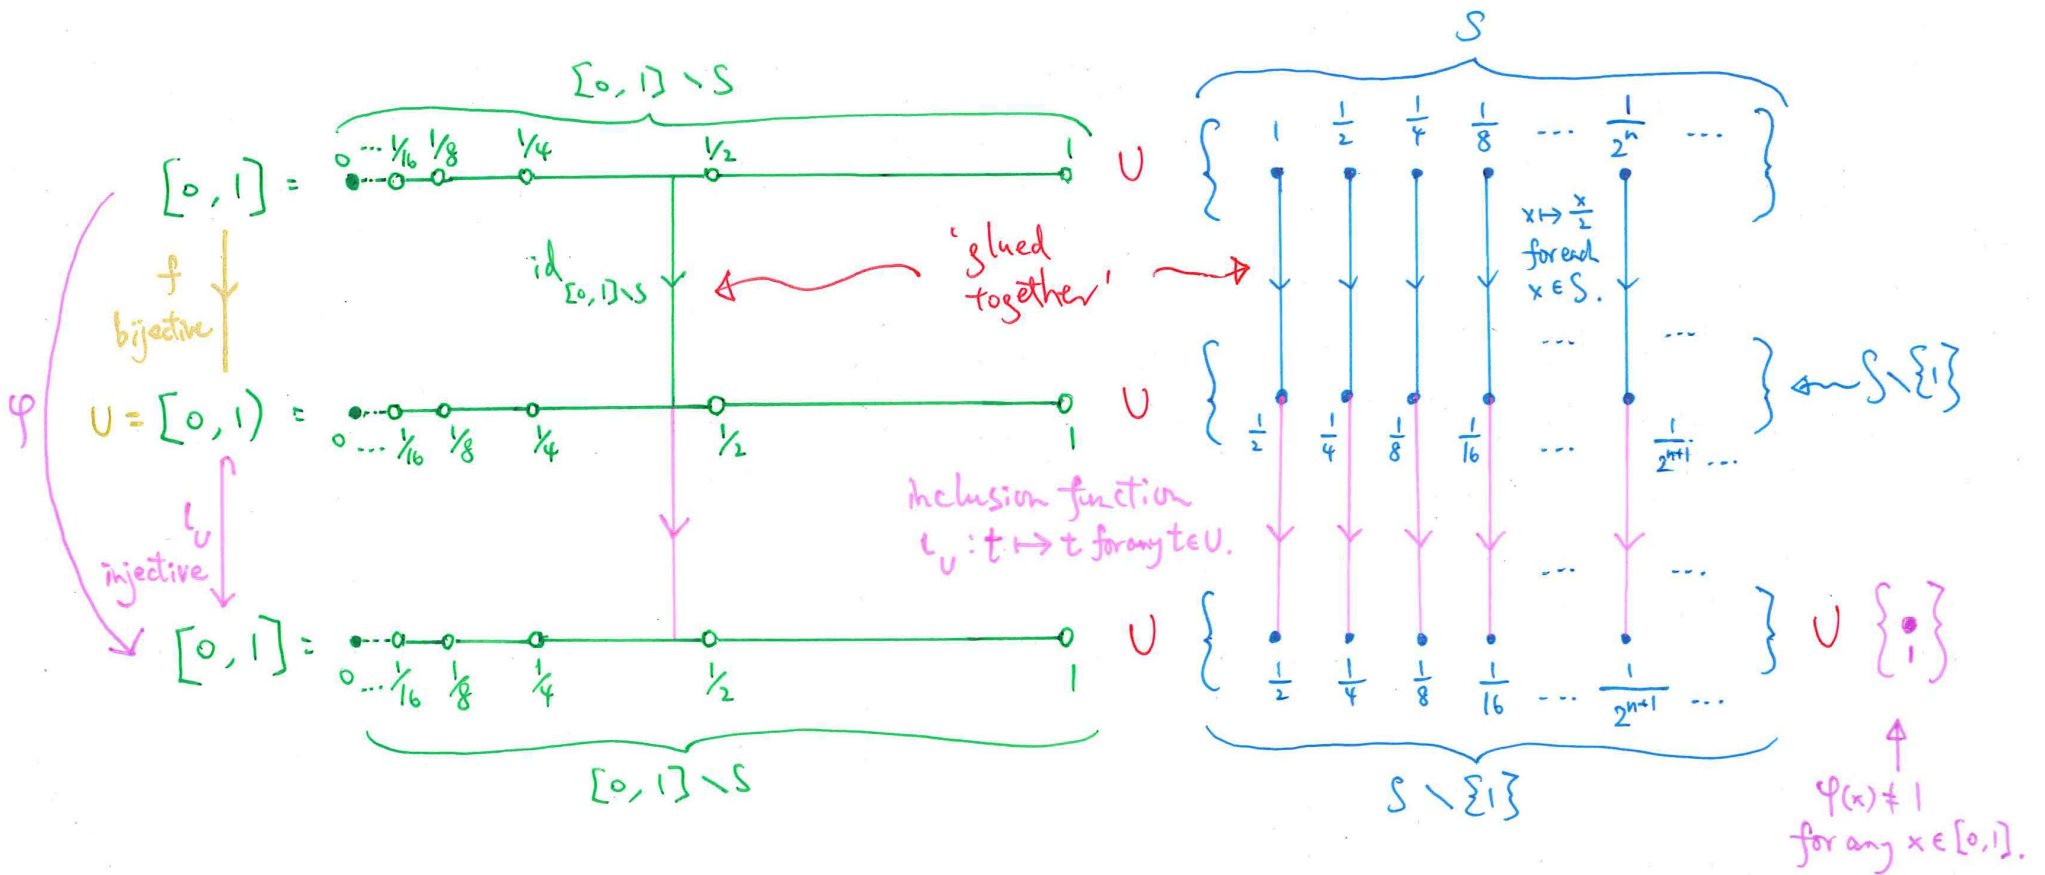 S
[0, 1] \ S
0 ... 1/16 1/8 1/4 1/2 1
1 1/2 1/4 1/8 ... 1/2ⁿ ...
[0, 1] = ∪ { }
x ↦ x/2
for each
x ∈ S.
f
bijective
id [0,1]\S
'glued
together'
φ
U = [0, 1) = ∪ { } ← S \ {1}
0 ... 1/16 1/8 1/4 1/2 1
1/2 1/4 1/8 1/16 ... 1/2ⁿ⁺¹ ...
ι_U
injective
inclusion function
ι_U : t ↦ t for any t ∈ U.
[0, 1] = ∪ { } ∪ {1}
0 ... 1/16 1/8 1/4 1/2 1
1/2 1/4 1/8 1/16 ... 1/2ⁿ⁺¹ ...
[0, 1] \ S
S \ {1}
φ(x) ≠ 1
for any x ∈ [0,1].